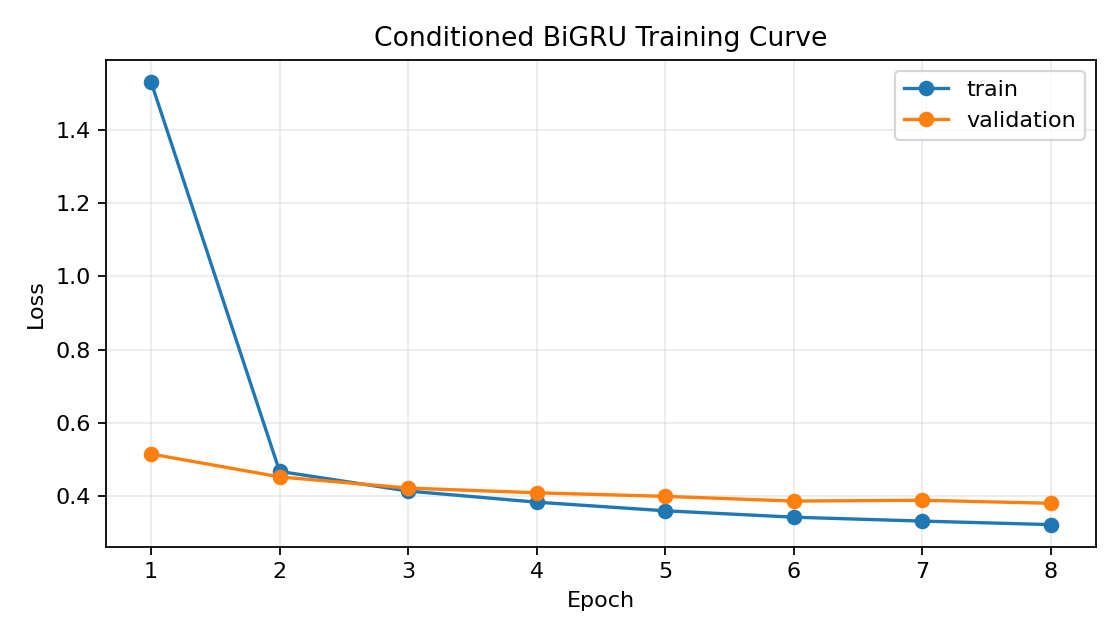 Conditioned BiGRU Training Curve
train
validation
Loss
1.4
1.2
1.0
0.8
0.6
0.4
1 2 3 4 5 6 7 8
Epoch